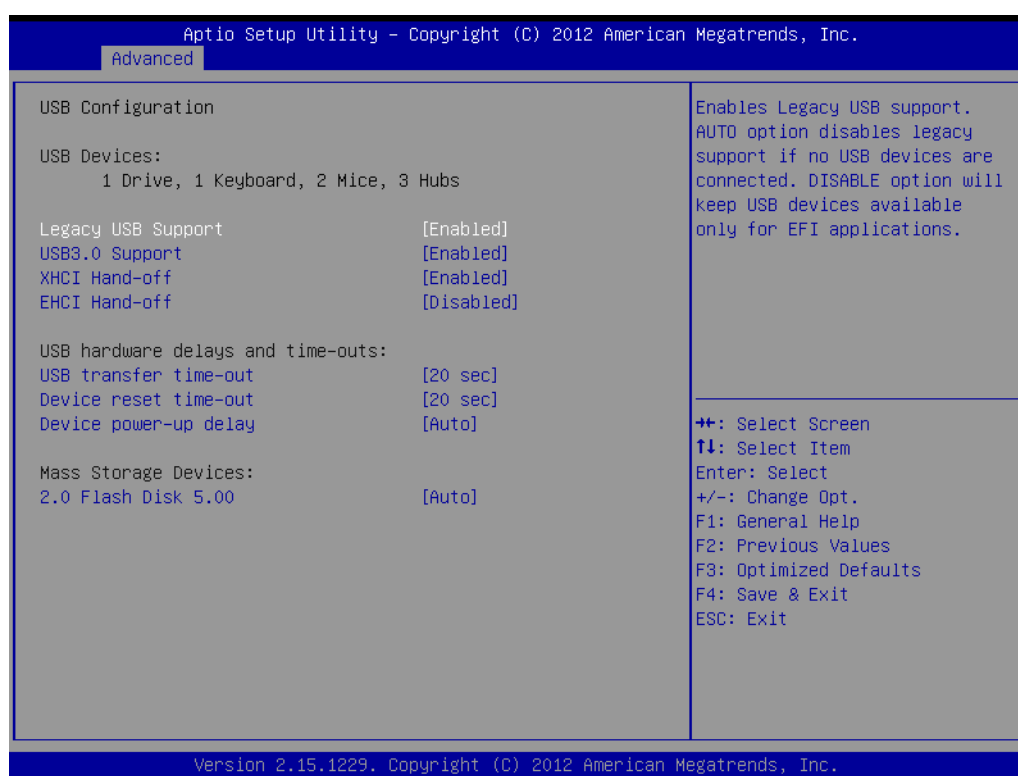 Aptio Setup Utility – Copyright (C) 2012 American Megatrends, Inc.
Advanced
USB Configuration
USB Devices:
1 Drive, 1 Keyboard, 2 Mice, 3 Hubs
Legacy USB Support [Enabled]
USB3.0 Support [Enabled]
XHCI Hand-off [Enabled]
EHCI Hand-off [Disabled]
USB hardware delays and time-outs:
USB transfer time-out [20 sec]
Device reset time-out [20 sec]
Device power-up delay [Auto]
Mass Storage Devices:
2.0 Flash Disk 5.00 [Auto]
Enables Legacy USB support.
AUTO option disables legacy
support if no USB devices are
connected. DISABLE option will
keep USB devices available
only for EFI applications.
→←: Select Screen
↑↓: Select Item
Enter: Select
+/-: Change Opt.
F1: General Help
F2: Previous Values
F3: Optimized Defaults
F4: Save & Exit
ESC: Exit
Version 2.15.1229. Copyright (C) 2012 American Megatrends, Inc.